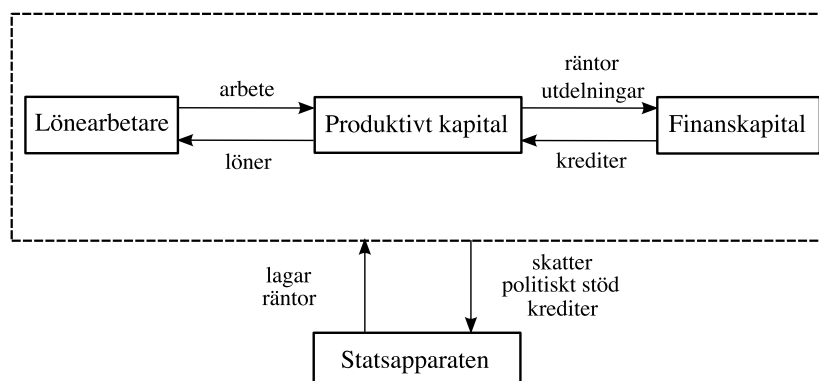 arbete
räntor
utdelningar
Lönearbetare
Produktivt kapital
Finanskapital
löner
krediter
lagar
räntor
skatter
politiskt stöd
krediter
Statsapparaten